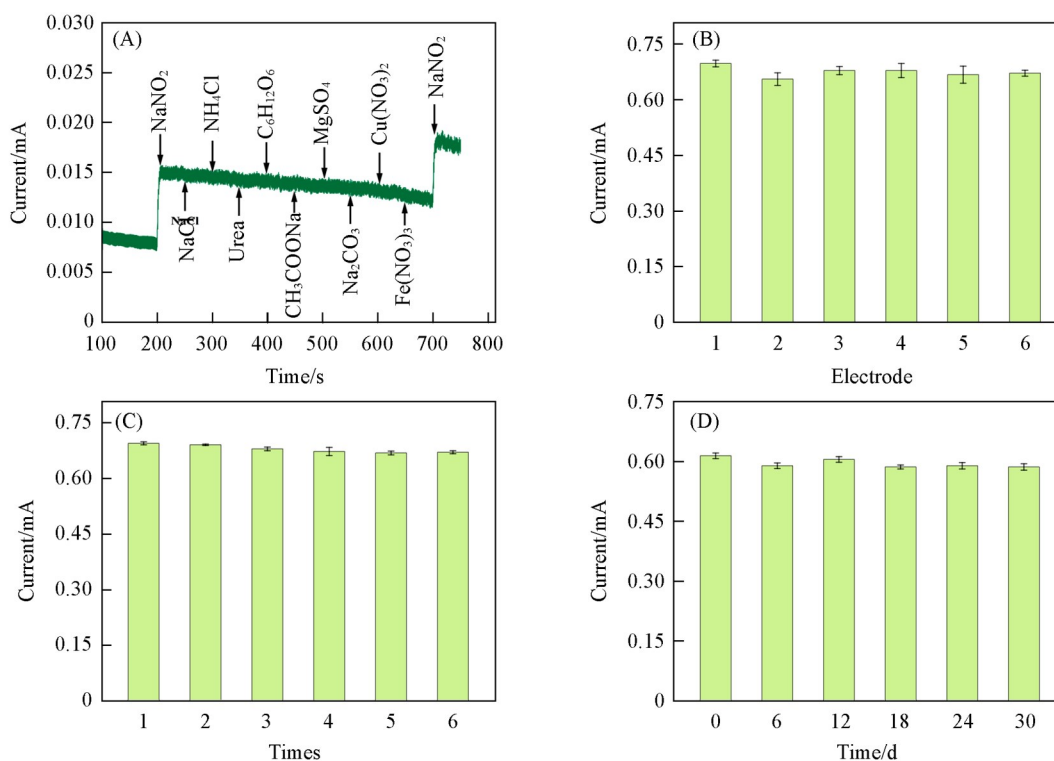 (A)
0.030
0.025
0.020
0.015
0.010
0.005
0
Current/mA
NaNO₂
NH₄Cl
C₆H₁₂O₆
MgSO₄
Cu(NO₃)₂
NaNO₂
NaCl
NaCl
Urea
CH₃COONa
Na₂CO₃
Fe(NO₃)₃
100 200 300 400 500 600 700 800
Time/s
(B)
0.75
0.60
0.45
0.30
0.15
0
Current/mA
1 2 3 4 5 6
Electrode
(C)
0.75
0.60
0.45
0.30
0.15
0
Current/mA
1 2 3 4 5 6
Times
(D)
0.75
0.60
0.45
0.30
0.15
0
Current/mA
0 6 12 18 24 30
Time/d